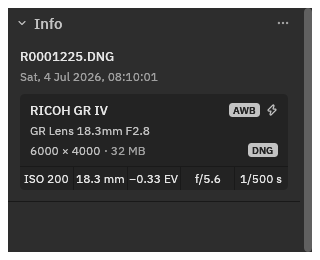 Info
R0001225.DNG
Sat, 4 Jul 2026, 08:10:01
RICOH GR IV AWB
GR Lens 18.3mm F2.8
6000 × 4000 · 32 MB DNG
ISO 200 18.3 mm −0.33 EV f/5.6 1/500 s